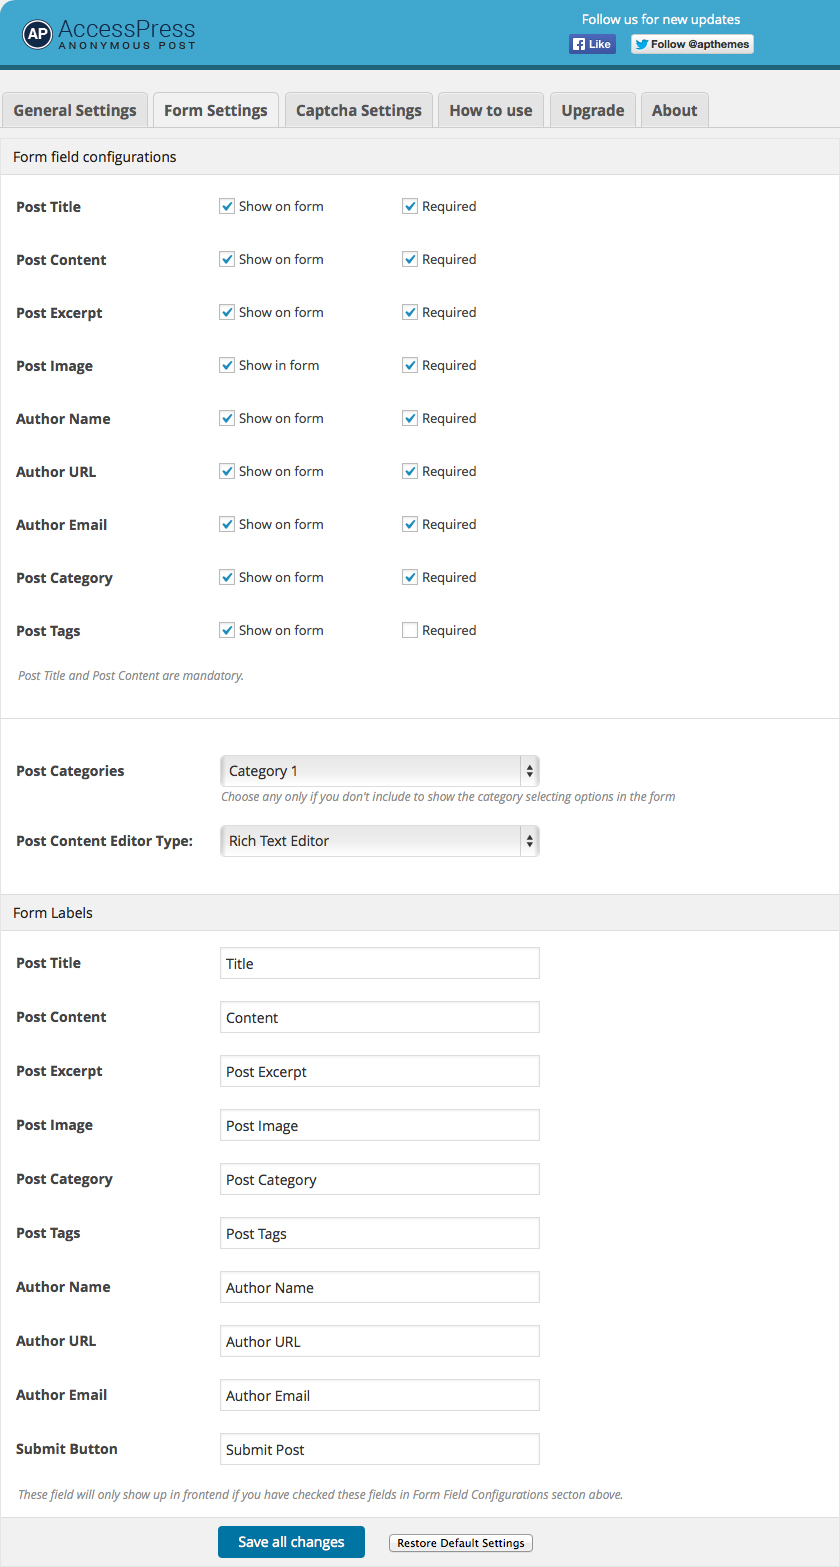 AP AccessPress
ANONYMOUS POST
Follow us for new updates
Like Follow @apthemes
General Settings Form Settings Captcha Settings How to use Upgrade About
Form field configurations
Post Title Show on form Required
Post Content Show on form Required
Post Excerpt Show on form Required
Post Image Show in form Required
Author Name Show on form Required
Author URL Show on form Required
Author Email Show on form Required
Post Category Show on form Required
Post Tags Show on form Required
Post Title and Post Content are mandatory.
Post Categories Category 1
Choose any only if you don't include to show the category selecting options in the form
Post Content Editor Type: Rich Text Editor
Form Labels
Post Title Title
Post Content Content
Post Excerpt Post Excerpt
Post Image Post Image
Post Category Post Category
Post Tags Post Tags
Author Name Author Name
Author URL Author URL
Author Email Author Email
Submit Button Submit Post
These field will only show up in frontend if you have checked these fields in Form Field Configurations secton above.
Save all changes Restore Default Settings